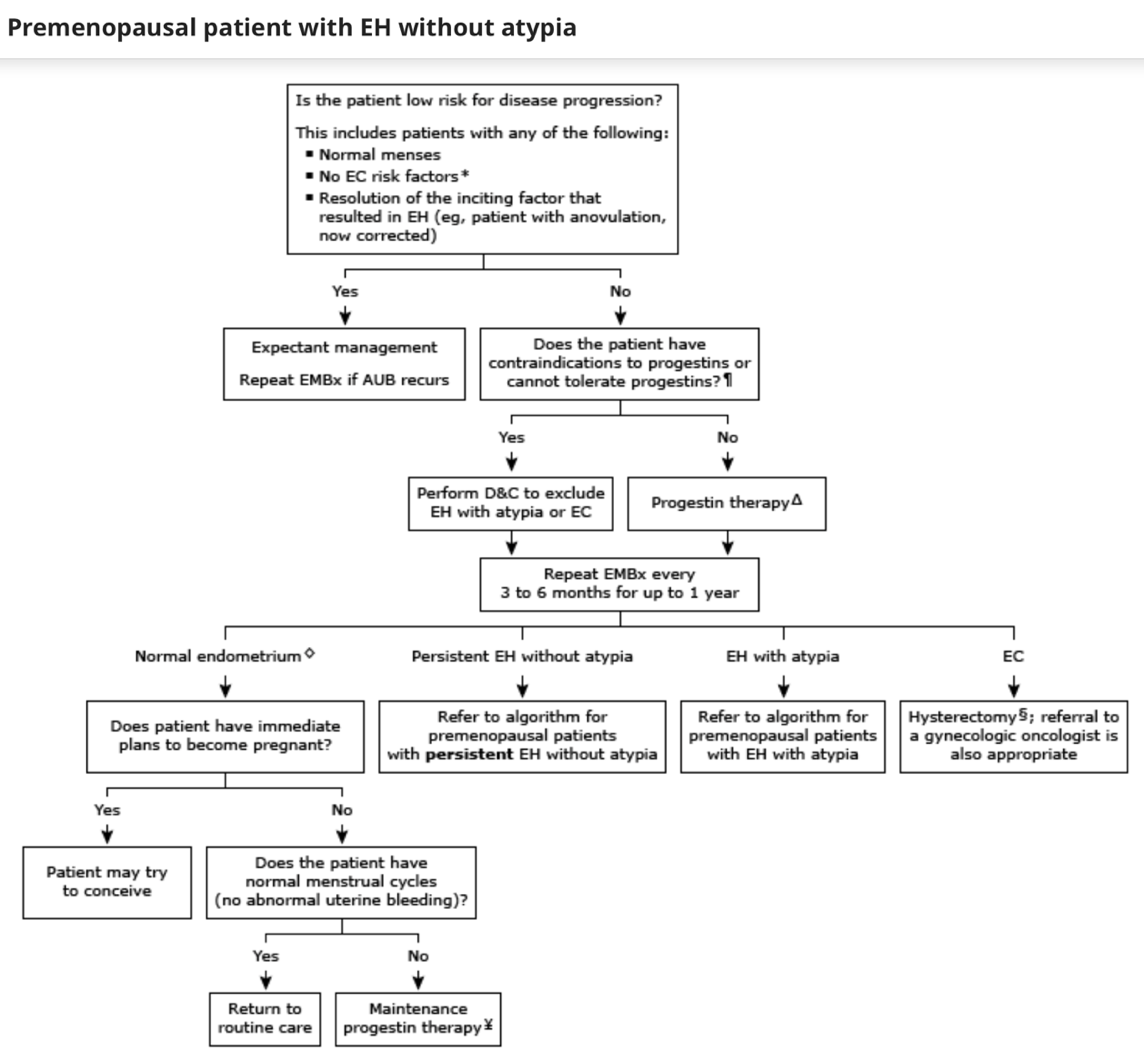 Premenopausal patient with EH without atypia
Is the patient low risk for disease progression?
This includes patients with any of the following:
▪ Normal menses
▪ No EC risk factors*
▪ Resolution of the inciting factor that
resulted in EH (eg, patient with anovulation,
now corrected)
Yes
No
Expectant management
Repeat EMBx if AUB recurs
Does the patient have
contraindications to progestins or
cannot tolerate progestins?¶
Yes
No
Perform D&C to exclude
EH with atypia or EC
Progestin therapyΔ
Repeat EMBx every
3 to 6 months for up to 1 year
Normal endometrium◇
Persistent EH without atypia
EH with atypia
EC
Does patient have immediate
plans to become pregnant?
Refer to algorithm for
premenopausal patients
with persistent EH without atypia
Refer to algorithm for
premenopausal patients
with EH with atypia
Hysterectomy§; referral to
a gynecologic oncologist is
also appropriate
Yes
No
Patient may try
to conceive
Does the patient have
normal menstrual cycles
(no abnormal uterine bleeding)?
Yes
No
Return to
routine care
Maintenance
progestin therapy¥